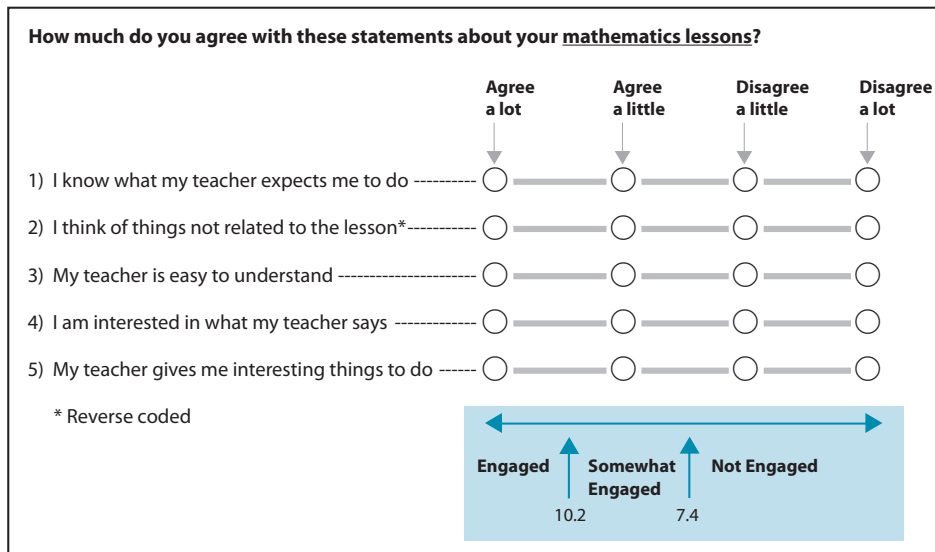 How much do you agree with these statements about your mathematics lessons?
Agree a lot
Agree a little
Disagree a little
Disagree a lot
1) I know what my teacher expects me to do ----------
2) I think of things not related to the lesson*-----------
3) My teacher is easy to understand ---------------------
4) I am interested in what my teacher says -------------
5) My teacher gives me interesting things to do ------
* Reverse coded
Engaged
Somewhat Engaged
Not Engaged
10.2
7.4